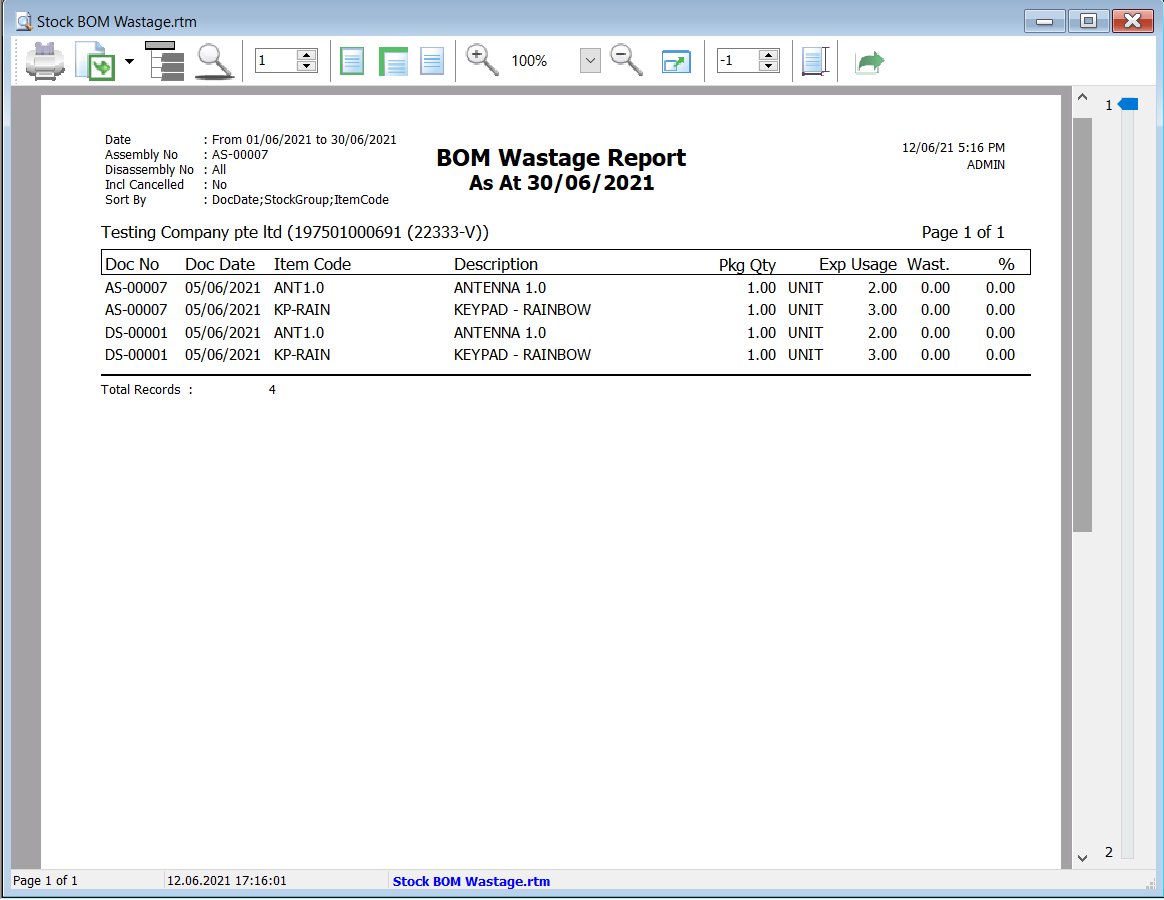 Stock BOM Wastage.rtm
1
100%
-1
1
Date : From 01/06/2021 to 30/06/2021
Assembly No : AS-00007
Disassembly No : All
Incl Cancelled : No
Sort By : DocDate;StockGroup;ItemCode
BOM Wastage Report
As At 30/06/2021
12/06/21 5:16 PM
ADMIN
Testing Company pte ltd (197501000691 (22333-V)) Page 1 of 1
Doc No Doc Date Item Code Description Pkg Qty Exp Usage Wast. %
AS-00007 05/06/2021 ANT1.0 ANTENNA 1.0 1.00 UNIT 2.00 0.00 0.00
AS-00007 05/06/2021 KP-RAIN KEYPAD - RAINBOW 1.00 UNIT 3.00 0.00 0.00
DS-00001 05/06/2021 ANT1.0 ANTENNA 1.0 1.00 UNIT 2.00 0.00 0.00
DS-00001 05/06/2021 KP-RAIN KEYPAD - RAINBOW 1.00 UNIT 3.00 0.00 0.00
Total Records : 4
2
Page 1 of 1 12.06.2021 17:16:01 Stock BOM Wastage.rtm